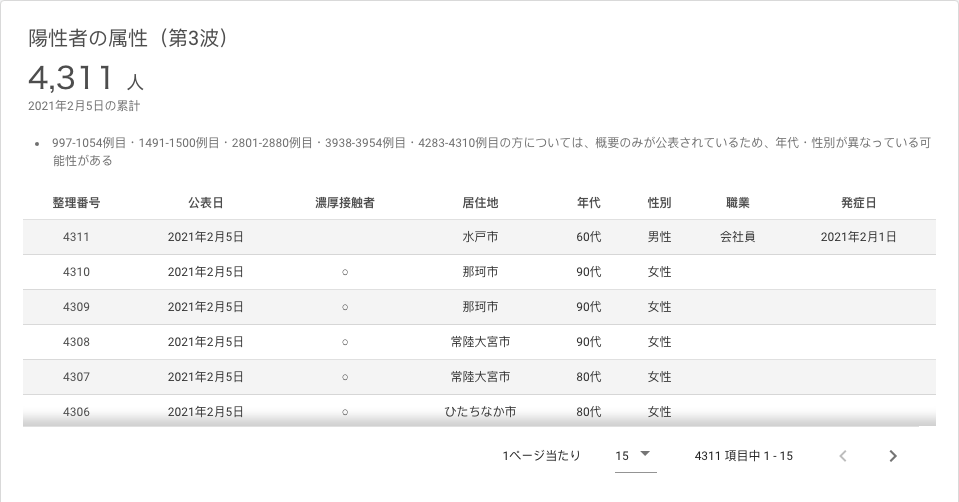 陽性者の属性（第3波）
4,311 人
2021年2月5日の累計
• 997-1054例目・1491-1500例目・2801-2880例目・3938-3954例目・4283-4310例目の方については、概要のみが公表されているため、年代・性別が異なっている可
能性がある
整理番号 公表日 濃厚接触者 居住地 年代 性別 職業 発症日
4311 2021年2月5日 水戸市 60代 男性 会社員 2021年2月1日
4310 2021年2月5日 ○ 那珂市 90代 女性
4309 2021年2月5日 ○ 那珂市 90代 女性
4308 2021年2月5日 ○ 常陸大宮市 90代 女性
4307 2021年2月5日 ○ 常陸大宮市 80代 女性
4306 2021年2月5日 ○ ひたちなか市 80代 女性
1ページ当たり 15 4311 項目中 1 - 15